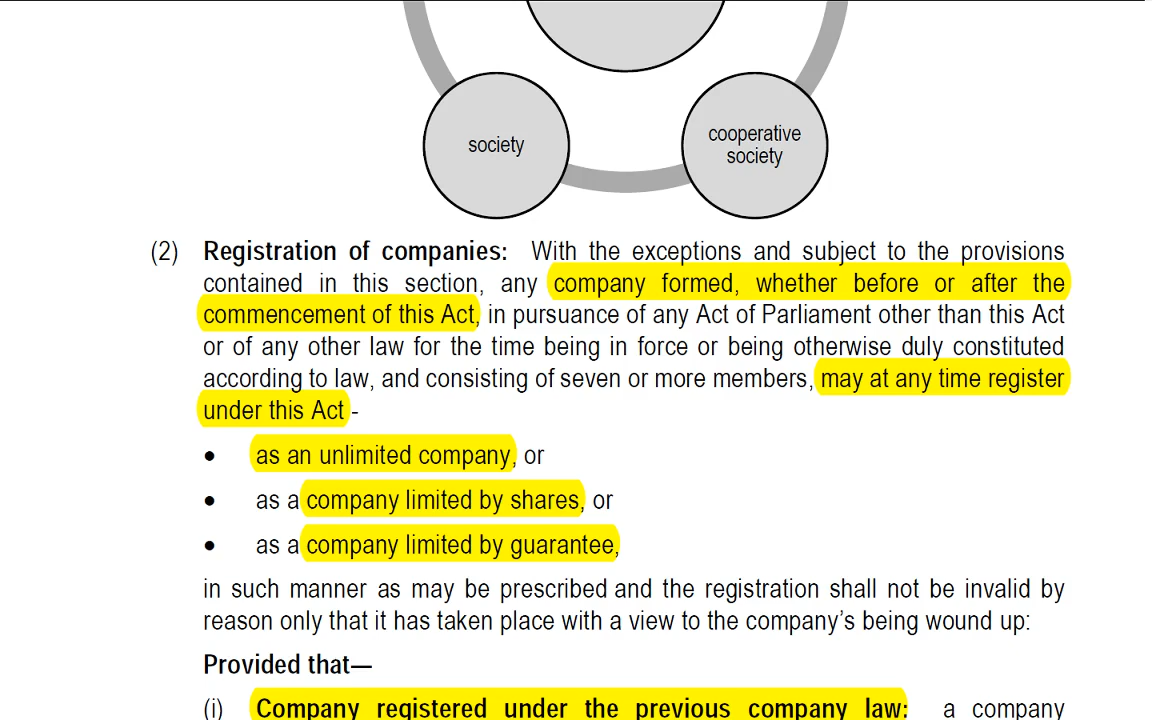 society
cooperative
society
(2) Registration of companies: With the exceptions and subject to the provisions
contained in this section, any company formed, whether before or after the
commencement of this Act, in pursuance of any Act of Parliament other than this Act
or of any other law for the time being in force or being otherwise duly constituted
according to law, and consisting of seven or more members, may at any time register
under this Act -
• as an unlimited company, or
• as a company limited by shares, or
• as a company limited by guarantee,
in such manner as may be prescribed and the registration shall not be invalid by
reason only that it has taken place with a view to the company's being wound up:
Provided that—
(i) Company registered under the previous company law: a company